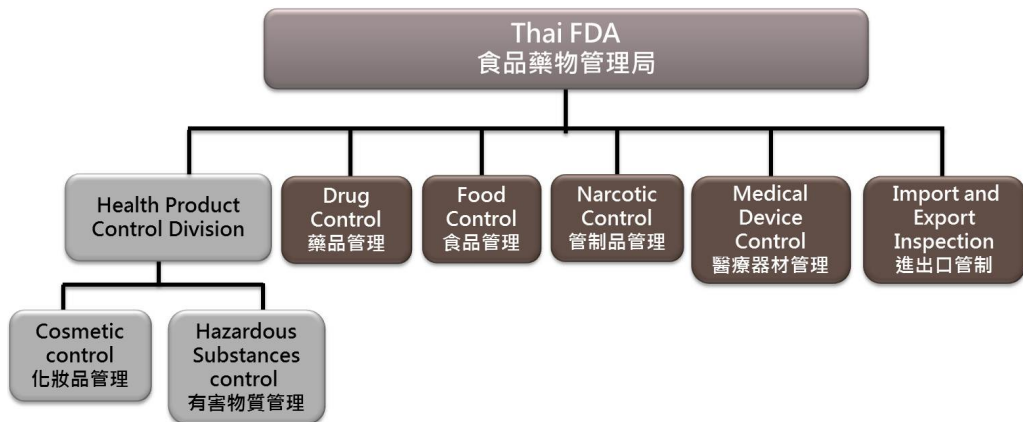 Thai FDA
食品藥物管理局
Health Product
Control Division
Drug
Control
藥品管理
Food
Control
食品管理
Narcotic
Control
管制品管理
Medical
Device
Control
醫療器材管理
Import and
Export
Inspection
進出口管制
Cosmetic
control
化妝品管理
Hazardous
Substances
control
有害物質管理